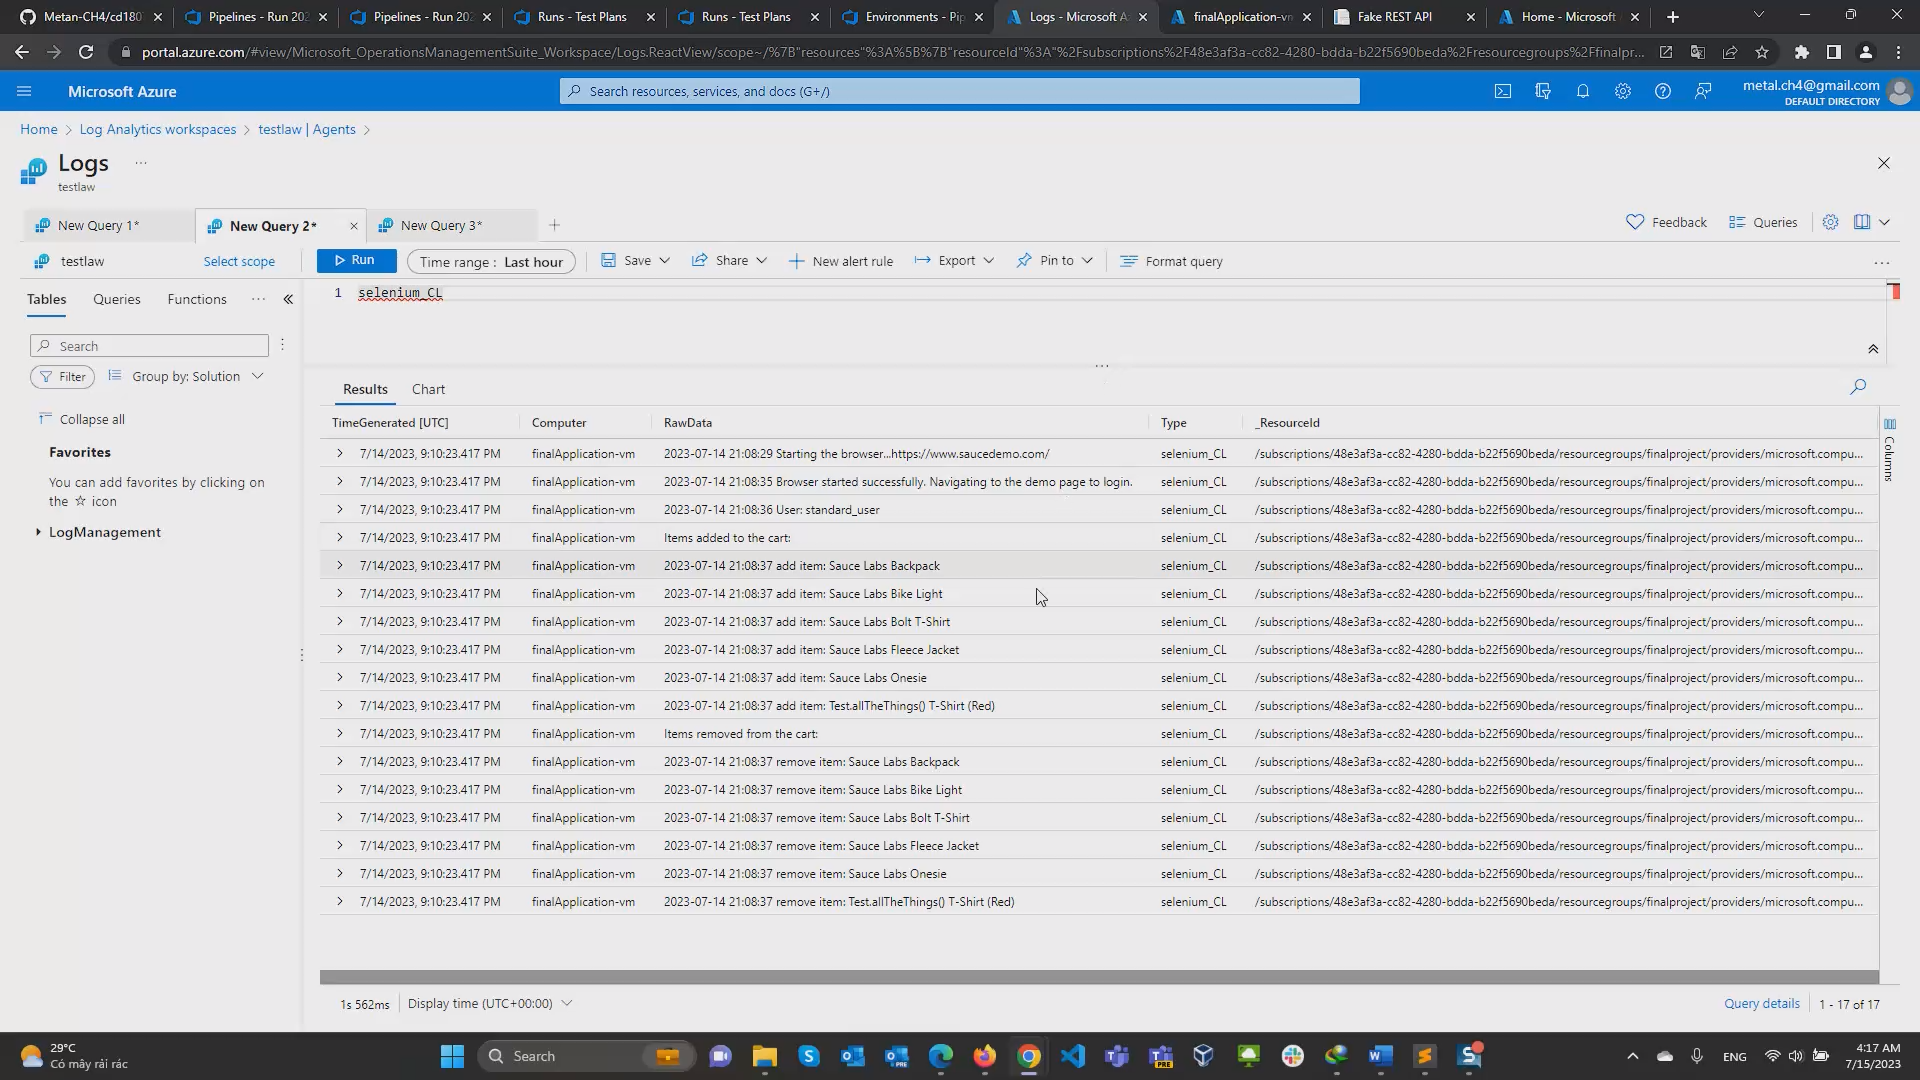 Metan-CH4/cd180
Pipelines - Run 202
Pipelines - Run 202
Runs - Test Plans
Runs - Test Plans
Environments - Pip
Logs - Microsoft A
finalApplication-vm
Fake REST API
Home - Microsoft
portal.azure.com/#view/Microsoft_OperationsManagementSuite_Workspace/Logs.ReactView/scope~/%7B"resources"%3A%5B%7B"resourceId"%3A"%2Fsubscriptions%2F48e3af3a-cc82-4280-bdda-b22f5690beda%2Fresourcegroups%2Ffinalpr...
Microsoft Azure
Search resources, services, and docs (G+/)
metal.ch4@gmail.com
DEFAULT DIRECTORY
Home > Log Analytics workspaces > testlaw | Agents >
Logs ...
testlaw
New Query 1*
New Query 2*
New Query 3*
Feedback
Queries
testlaw
Select scope
Run
Time range : Last hour
Save
Share
New alert rule
Export
Pin to
Format query
Tables
Queries
Functions
1 selenium_CL
Search
Filter
Group by: Solution
Collapse all
Favorites
You can add favorites by clicking on
the ☆ icon
LogManagement
Results
Chart
TimeGenerated [UTC] Computer RawData Type _ResourceId
Columns
7/14/2023, 9:10:23.417 PM finalApplication-vm 2023-07-14 21:08:29 Starting the browser...https://www.saucedemo.com/ selenium_CL /subscriptions/48e3af3a-cc82-4280-bdda-b22f5690beda/resourcegroups/finalproject/providers/microsoft.compu...
7/14/2023, 9:10:23.417 PM finalApplication-vm 2023-07-14 21:08:35 Browser started successfully. Navigating to the demo page to login. selenium_CL /subscriptions/48e3af3a-cc82-4280-bdda-b22f5690beda/resourcegroups/finalproject/providers/microsoft.compu...
7/14/2023, 9:10:23.417 PM finalApplication-vm 2023-07-14 21:08:36 User: standard_user selenium_CL /subscriptions/48e3af3a-cc82-4280-bdda-b22f5690beda/resourcegroups/finalproject/providers/microsoft.compu...
7/14/2023, 9:10:23.417 PM finalApplication-vm Items added to the cart: selenium_CL /subscriptions/48e3af3a-cc82-4280-bdda-b22f5690beda/resourcegroups/finalproject/providers/microsoft.compu...
7/14/2023, 9:10:23.417 PM finalApplication-vm 2023-07-14 21:08:37 add item: Sauce Labs Backpack selenium_CL /subscriptions/48e3af3a-cc82-4280-bdda-b22f5690beda/resourcegroups/finalproject/providers/microsoft.compu...
7/14/2023, 9:10:23.417 PM finalApplication-vm 2023-07-14 21:08:37 add item: Sauce Labs Bike Light selenium_CL /subscriptions/48e3af3a-cc82-4280-bdda-b22f5690beda/resourcegroups/finalproject/providers/microsoft.compu...
7/14/2023, 9:10:23.417 PM finalApplication-vm 2023-07-14 21:08:37 add item: Sauce Labs Bolt T-Shirt selenium_CL /subscriptions/48e3af3a-cc82-4280-bdda-b22f5690beda/resourcegroups/finalproject/providers/microsoft.compu...
7/14/2023, 9:10:23.417 PM finalApplication-vm 2023-07-14 21:08:37 add item: Sauce Labs Fleece Jacket selenium_CL /subscriptions/48e3af3a-cc82-4280-bdda-b22f5690beda/resourcegroups/finalproject/providers/microsoft.compu...
7/14/2023, 9:10:23.417 PM finalApplication-vm 2023-07-14 21:08:37 add item: Sauce Labs Onesie selenium_CL /subscriptions/48e3af3a-cc82-4280-bdda-b22f5690beda/resourcegroups/finalproject/providers/microsoft.compu...
7/14/2023, 9:10:23.417 PM finalApplication-vm 2023-07-14 21:08:37 add item: Test.allTheThings() T-Shirt (Red) selenium_CL /subscriptions/48e3af3a-cc82-4280-bdda-b22f5690beda/resourcegroups/finalproject/providers/microsoft.compu...
7/14/2023, 9:10:23.417 PM finalApplication-vm Items removed from the cart: selenium_CL /subscriptions/48e3af3a-cc82-4280-bdda-b22f5690beda/resourcegroups/finalproject/providers/microsoft.compu...
7/14/2023, 9:10:23.417 PM finalApplication-vm 2023-07-14 21:08:37 remove item: Sauce Labs Backpack selenium_CL /subscriptions/48e3af3a-cc82-4280-bdda-b22f5690beda/resourcegroups/finalproject/providers/microsoft.compu...
7/14/2023, 9:10:23.417 PM finalApplication-vm 2023-07-14 21:08:37 remove item: Sauce Labs Bike Light selenium_CL /subscriptions/48e3af3a-cc82-4280-bdda-b22f5690beda/resourcegroups/finalproject/providers/microsoft.compu...
7/14/2023, 9:10:23.417 PM finalApplication-vm 2023-07-14 21:08:37 remove item: Sauce Labs Bolt T-Shirt selenium_CL /subscriptions/48e3af3a-cc82-4280-bdda-b22f5690beda/resourcegroups/finalproject/providers/microsoft.compu...
7/14/2023, 9:10:23.417 PM finalApplication-vm 2023-07-14 21:08:37 remove item: Sauce Labs Fleece Jacket selenium_CL /subscriptions/48e3af3a-cc82-4280-bdda-b22f5690beda/resourcegroups/finalproject/providers/microsoft.compu...
7/14/2023, 9:10:23.417 PM finalApplication-vm 2023-07-14 21:08:37 remove item: Sauce Labs Onesie selenium_CL /subscriptions/48e3af3a-cc82-4280-bdda-b22f5690beda/resourcegroups/finalproject/providers/microsoft.compu...
7/14/2023, 9:10:23.417 PM finalApplication-vm 2023-07-14 21:08:37 remove item: Test.allTheThings() T-Shirt (Red) selenium_CL /subscriptions/48e3af3a-cc82-4280-bdda-b22f5690beda/resourcegroups/finalproject/providers/microsoft.compu...
1s 562ms
Display time (UTC+00:00)
Query details
1 - 17 of 17
29°C
Có mây rải rác
Search
ENG
4:17 AM
7/15/2023